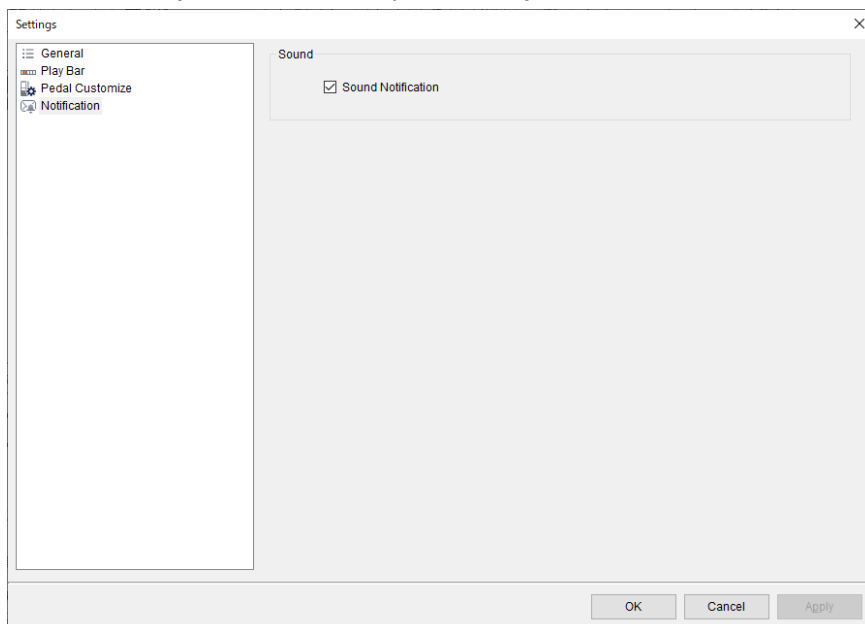 Settings
General
Play Bar
Pedal Customize
Notification
Sound
Sound Notification
OK
Cancel
Apply